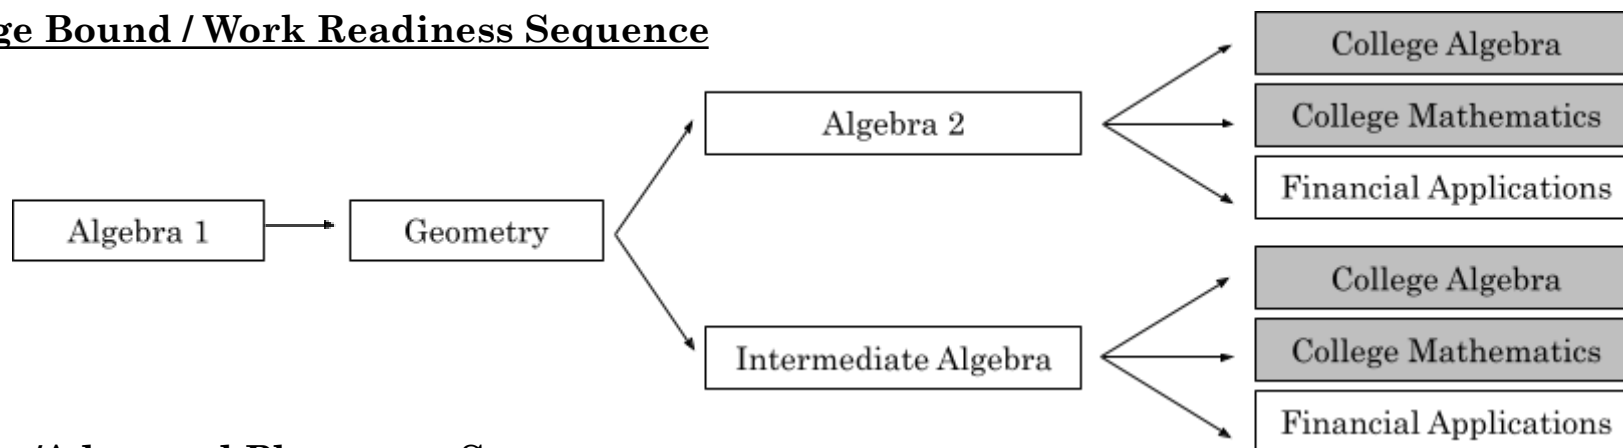 Bound / Work Readiness Sequence
College Algebra
Algebra 2
College Mathematics
Financial Applications
Algebra 1
Geometry
College Algebra
Intermediate Algebra
College Mathematics
Financial Applications